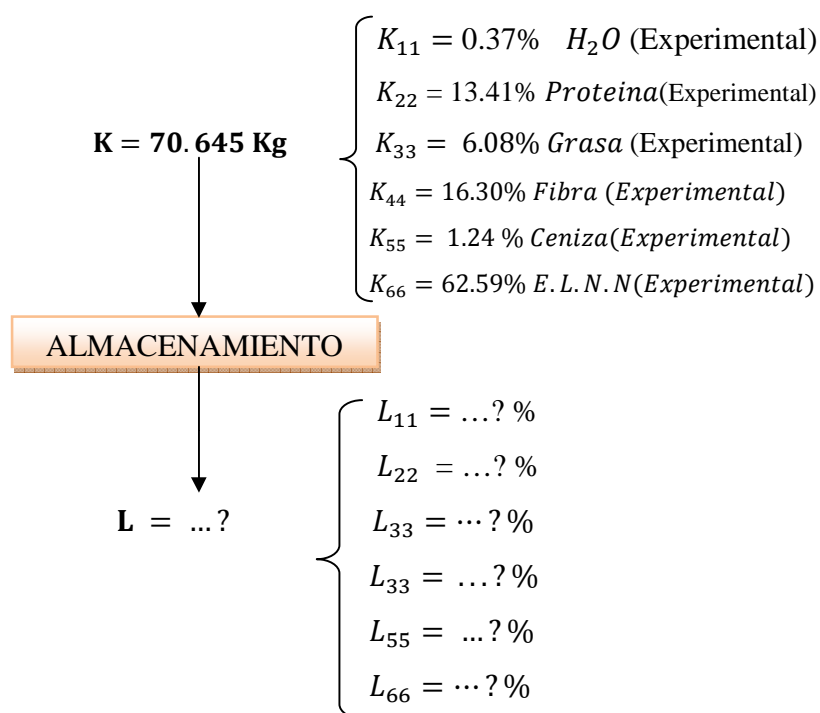 K₁₁ = 0.37% H₂O (Experimental)
K₂₂ = 13.41% Proteina(Experimental)
K = 70.645 Kg
K₃₃ = 6.08% Grasa (Experimental)
K₄₄ = 16.30% Fibra (Experimental)
K₅₅ = 1.24 % Ceniza(Experimental)
K₆₆ = 62.59% E.L.N.N(Experimental)
ALMACENAMIENTO
L₁₁ = …? %
L₂₂ = …? %
L = …?
L₃₃ = ⋯? %
L₃₃ = …? %
L₅₅ = …? %
L₆₆ = ⋯? %